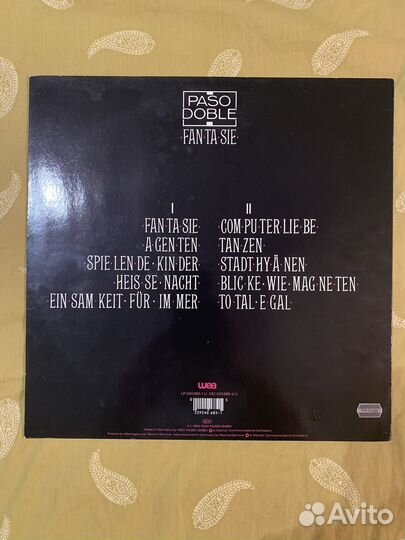 PASO
DOBLE
·FAN·TA·SIE·
I
FAN·TA·SIE
A·GEN·TEN
SPIE·LEN·DE·KIN·DER
HEIS·SE·NACHT
EIN·SAM·KEIT·FÜR·IM·MER
II
COM·PU·TER·LIE·BE
TAN·ZEN
STADT·HY·Ä·NEN
BLIC·KE·WIE·MAG·NE·TEN
TO·TAL·E·GAL
wea
Avito